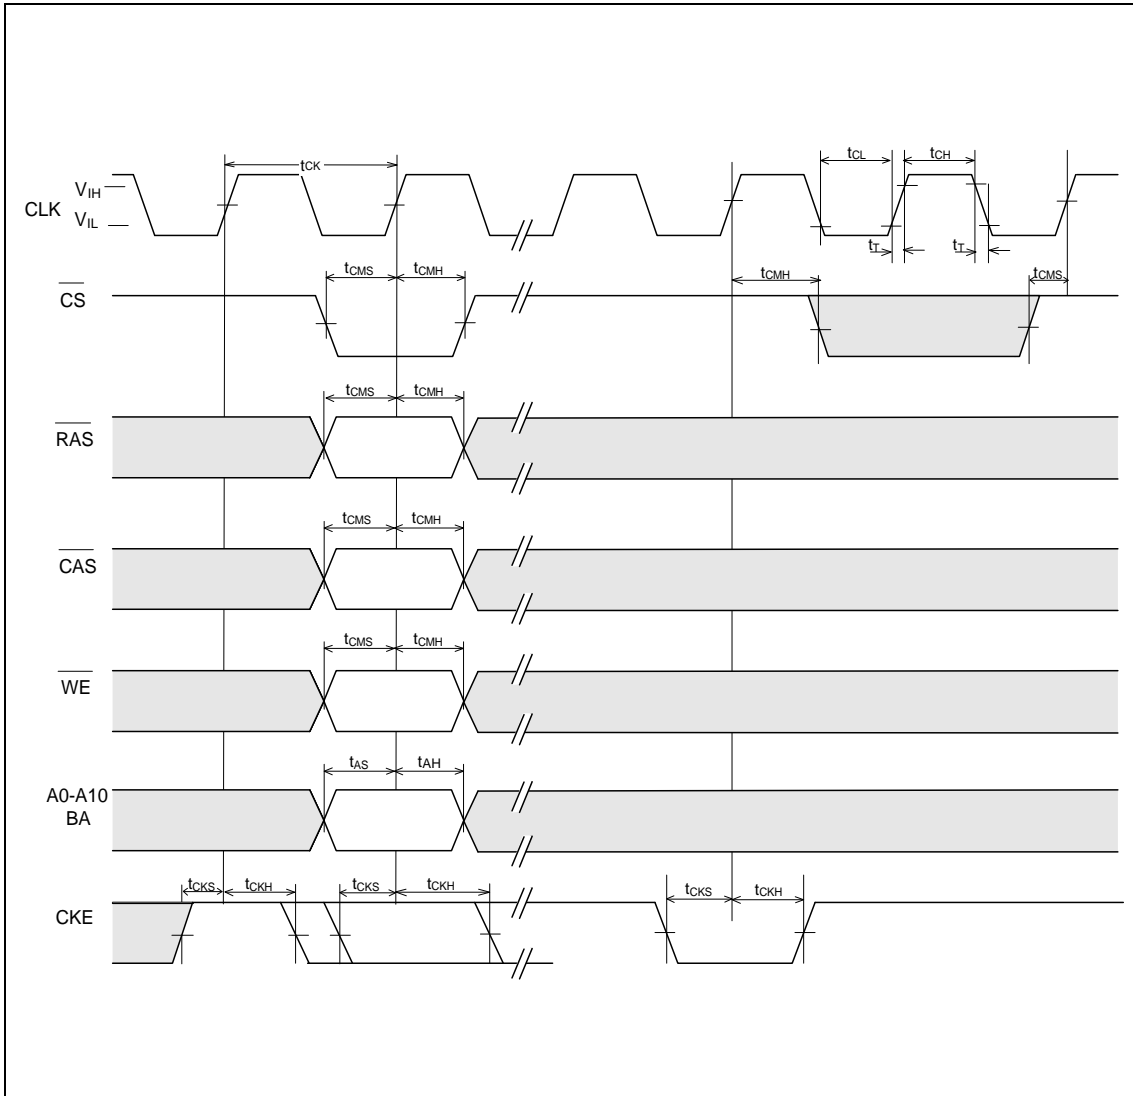 tCK
tCL
tCH
VIH
CLK
VIL
tT
tT
tCMS
tCMH
tCMH
tCMS
CS
tCMS
tCMH
RAS
tCMS
tCMH
CAS
tCMS
tCMH
WE
tAS
tAH
A0-A10
BA
tCKS
tCKH
tCKS
tCKH
tCKS
tCKH
CKE